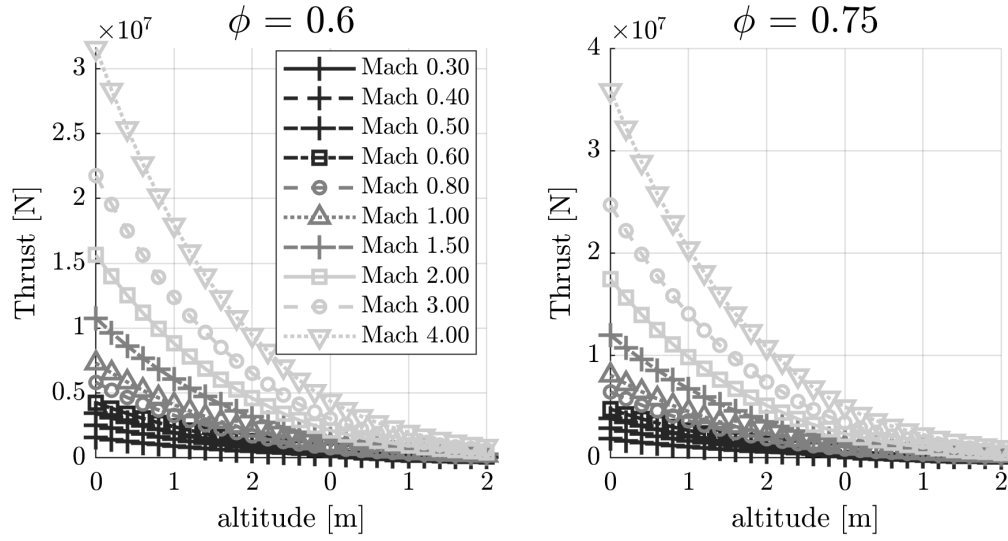 ϕ = 0.6
×10⁷
3
2.5
2
1.5
1
0.5
0
Thrust [N]
0 1 2 0 1 2
altitude [m]
Mach 0.30
Mach 0.40
Mach 0.50
Mach 0.60
Mach 0.80
Mach 1.00
Mach 1.50
Mach 2.00
Mach 3.00
Mach 4.00
ϕ = 0.75
×10⁷
4
3
2
1
0
Thrust [N]
0 1 2 0 1 2
altitude [m]